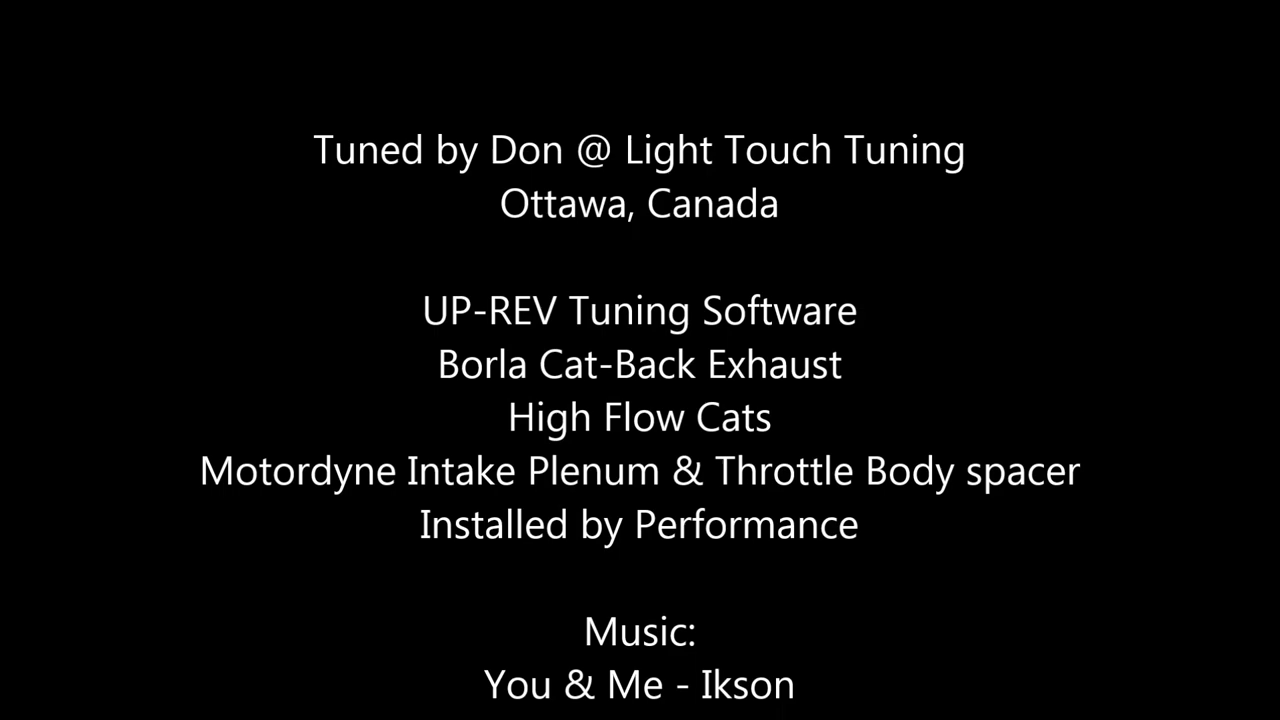 Tuned by Don @ Light Touch Tuning
Ottawa, Canada
UP-REV Tuning Software
Borla Cat-Back Exhaust
High Flow Cats
Motordyne Intake Plenum & Throttle Body spacer
Installed by Performance
Music:
You & Me - Ikson